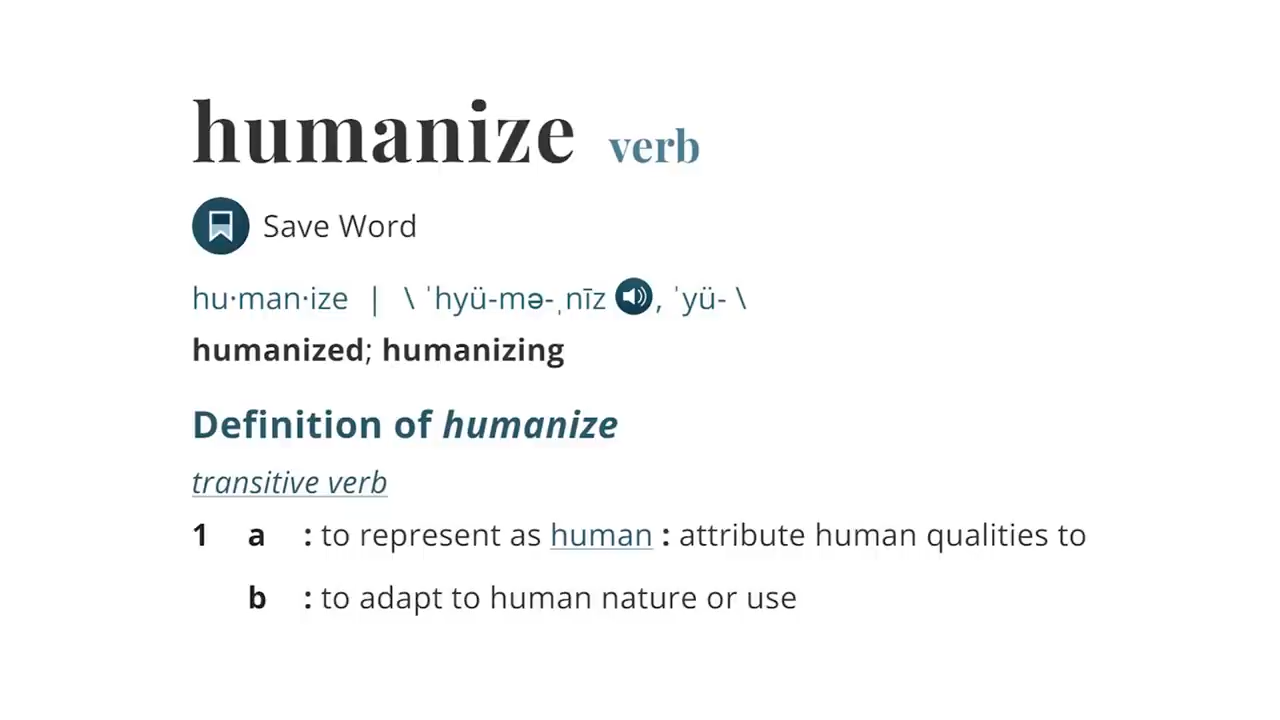 humanize verb
Save Word
hu·man·ize | \ ˈhyü-mə-ˌnīz , ˈyü- \
humanized; humanizing
Definition of humanize
transitive verb
1 a : to represent as human : attribute human qualities to
b : to adapt to human nature or use